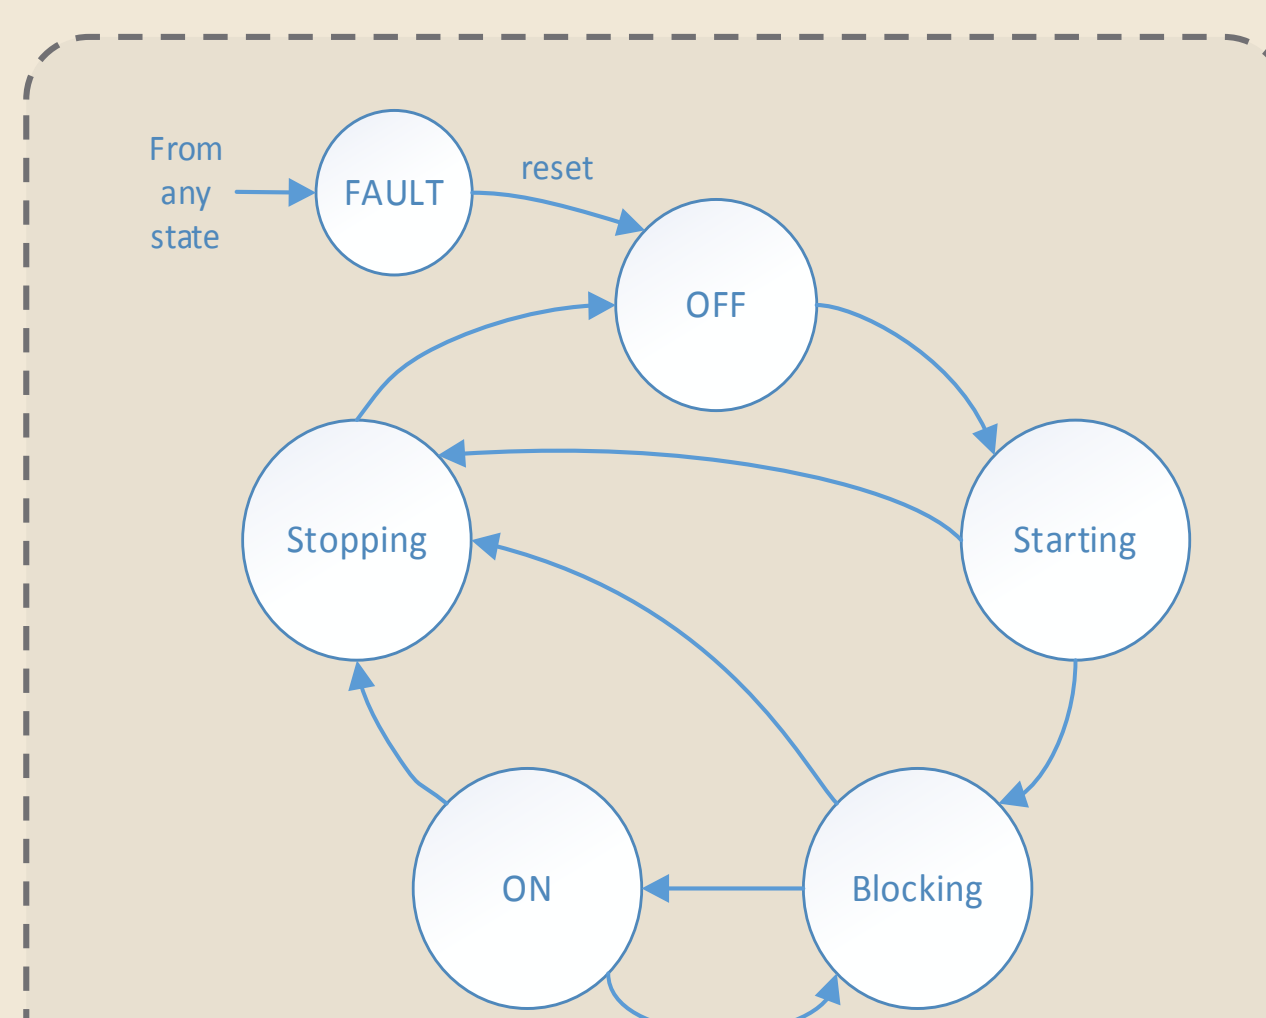 From
any
state
FAULT
reset
OFF
Stopping
Starting
ON
Blocking